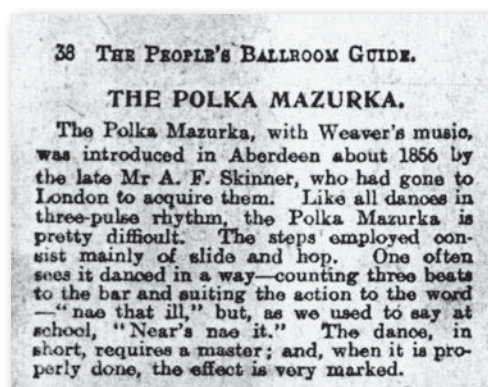 38 THE PEOPLE'S BALLROOM GUIDE.
THE POLKA MAZURKA.
The Polka Mazurka, with Weaver's music,
was introduced in Aberdeen about 1856 by
the late Mr A. F. Skinner, who had gone to
London to acquire them. Like all dances in
three-pulse rhythm, the Polka Mazurka is
pretty difficult. The steps employed con-
sist mainly of slide and hop. One often
sees it danced in a way—counting three beats
to the bar and suiting the action to the word
—"nae that ill," but, as we used to say at
school, "Near's nae it." The dance, in
short, requires a master; and, when it is pro-
perly done, the effect is very marked.